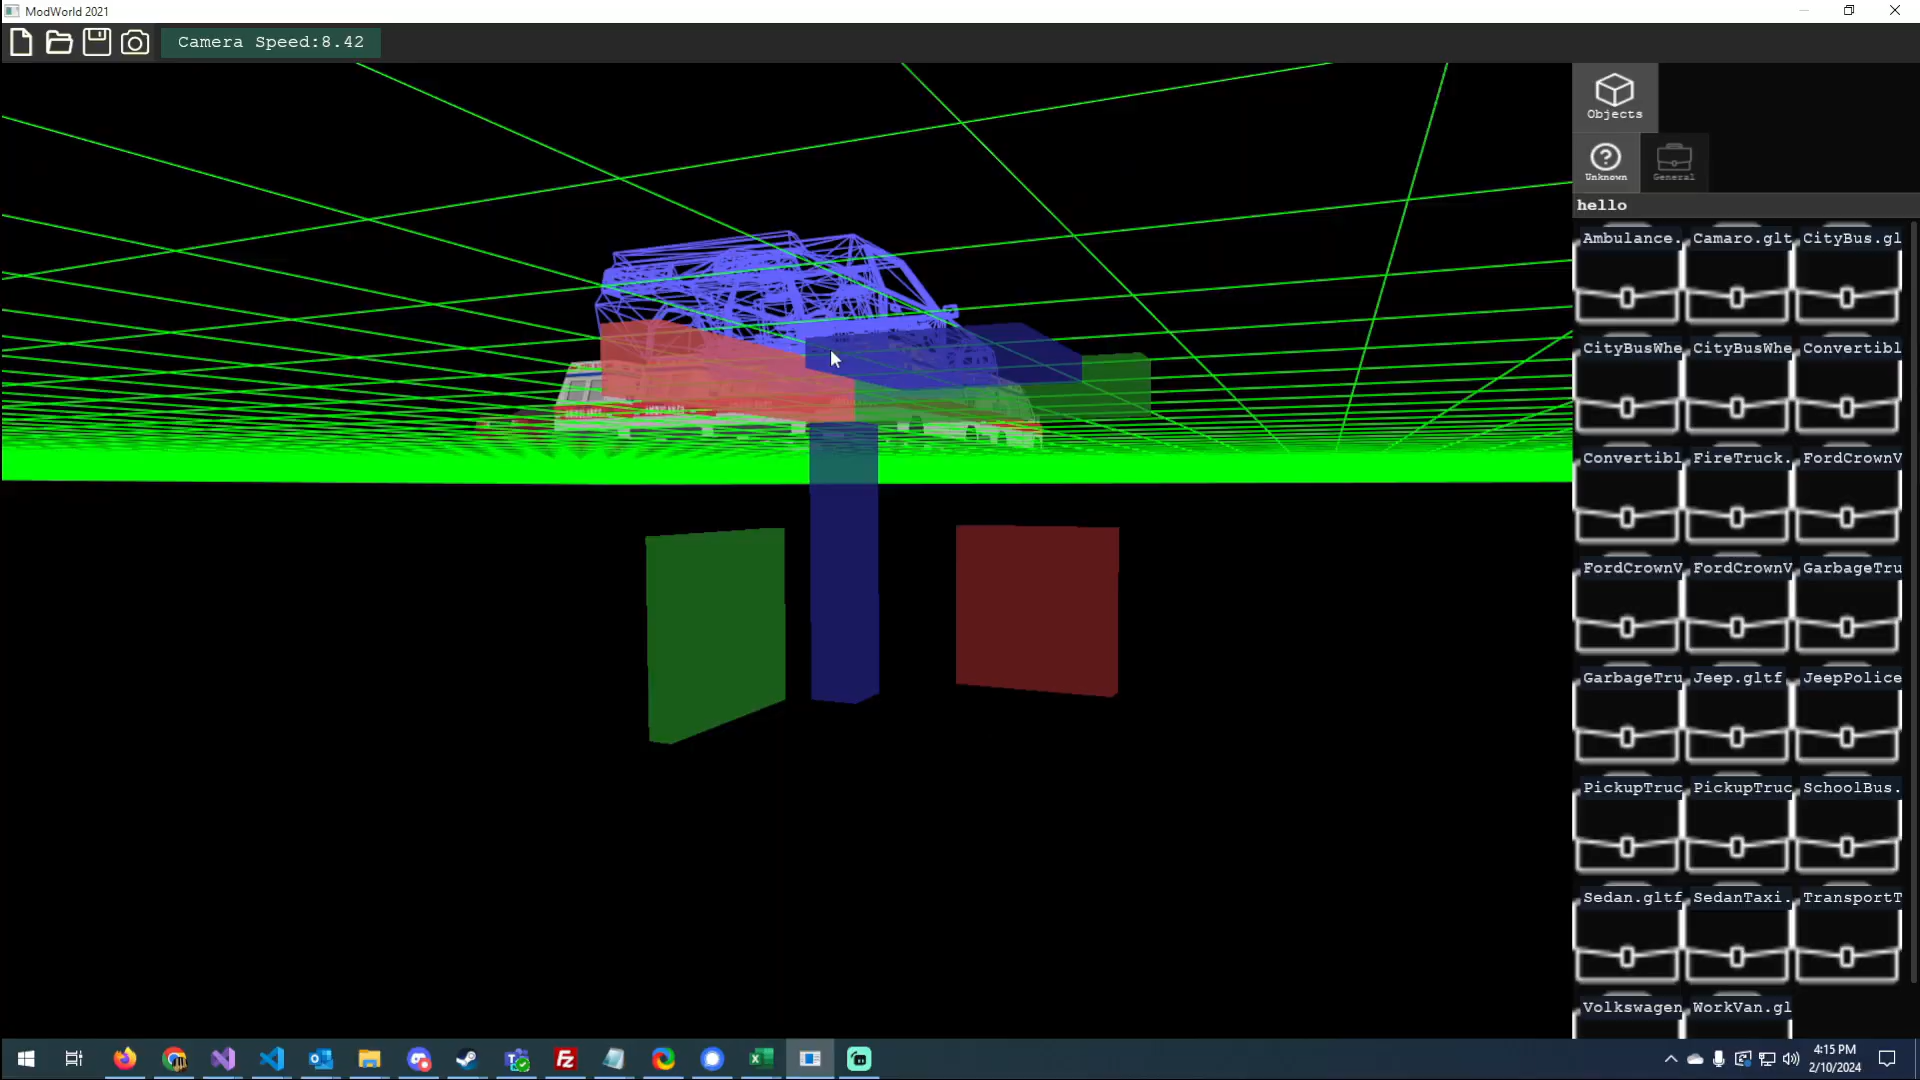 ModWorld 2021
Camera Speed:8.42
Objects
Unknown General
hello
Ambulance. Camaro.glt CityBus.gl
CityBusWhe CityBusWhe Convertibl
Convertibl FireTruck. FordCrownV
FordCrownV FordCrownV GarbageTru
GarbageTru Jeep.gltf JeepPolice
PickupTruc PickupTruc SchoolBus.
Sedan.gltf SedanTaxi. TransportT
Volkswagen WorkVan.gl
4:15 PM
2/10/2024